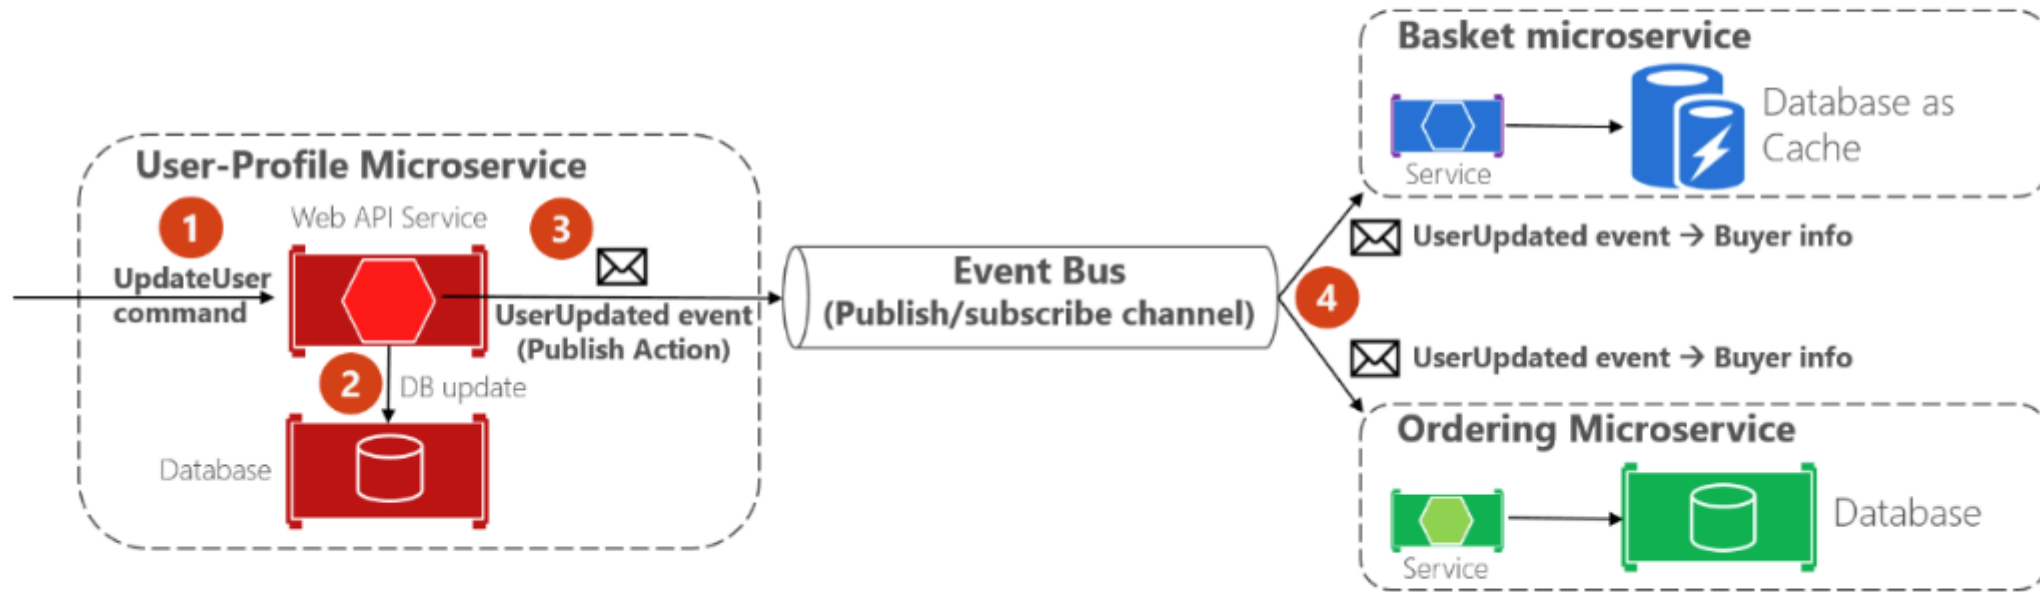 User-Profile Microservice
1
Web API Service
3
UpdateUser
command
UserUpdated event
(Publish Action)
2
DB update
Database
Event Bus
(Publish/subscribe channel)
4
Basket microservice
Service
Database as
Cache
UserUpdated event → Buyer info
UserUpdated event → Buyer info
Ordering Microservice
Service
Database